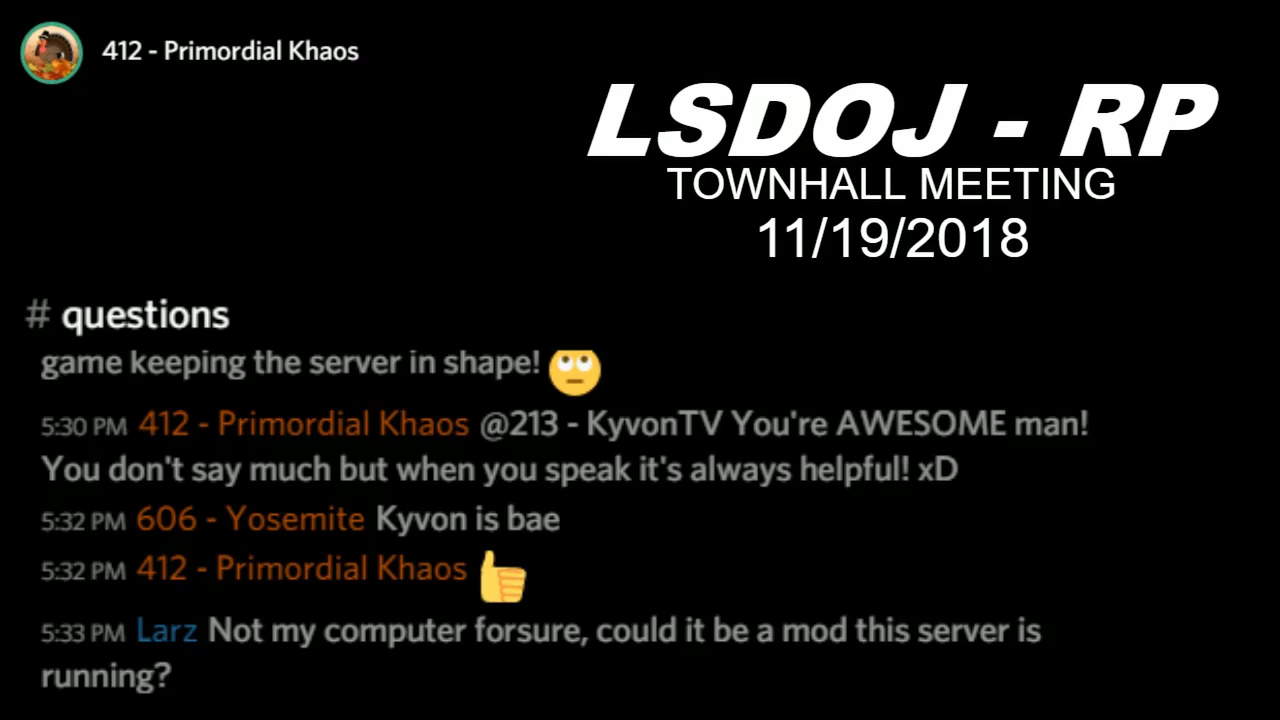 412 - Primordial Khaos
LSDOJ - RP
TOWNHALL MEETING
11/19/2018
# questions
game keeping the server in shape! 🙄
5:30 PM 412 - Primordial Khaos @213 - KyvonTV You're AWESOME man!
You don't say much but when you speak it's always helpful! xD
5:32 PM 606 - Yosemite Kyvon is bae
5:32 PM 412 - Primordial Khaos 👍
5:33 PM Larz Not my computer forsure, could it be a mod this server is
running?